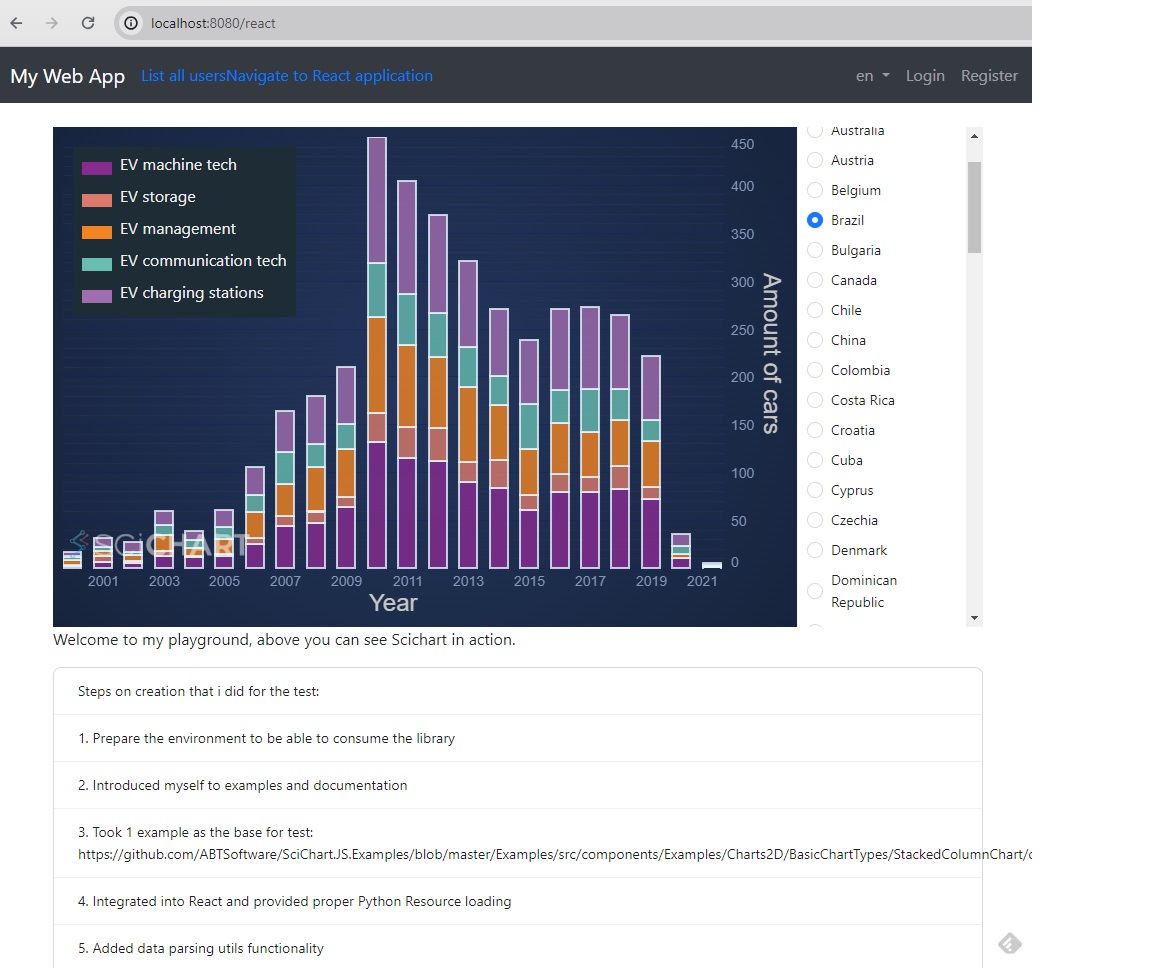 localhost:8080/react
My Web App List all usersNavigate to React application en Login Register
EV machine tech
EV storage
EV management
EV communication tech
EV charging stations
450
400
350
300
250
200
150
100
50
0
Amount of cars
SCICHART
2001 2003 2005 2007 2009 2011 2013 2015 2017 2019 2021
Year
Australia
Austria
Belgium
Brazil
Bulgaria
Canada
Chile
China
Colombia
Costa Rica
Croatia
Cuba
Cyprus
Czechia
Denmark
Dominican
Republic
Welcome to my playground, above you can see Scichart in action.
Steps on creation that i did for the test:
1. Prepare the environment to be able to consume the library
2. Introduced myself to examples and documentation
3. Took 1 example as the base for test:
https://github.com/ABTSoftware/SciChart.JS.Examples/blob/master/Examples/src/components/Examples/Charts2D/BasicChartTypes/StackedColumnChart/
4. Integrated into React and provided proper Python Resource loading
5. Added data parsing utils functionality